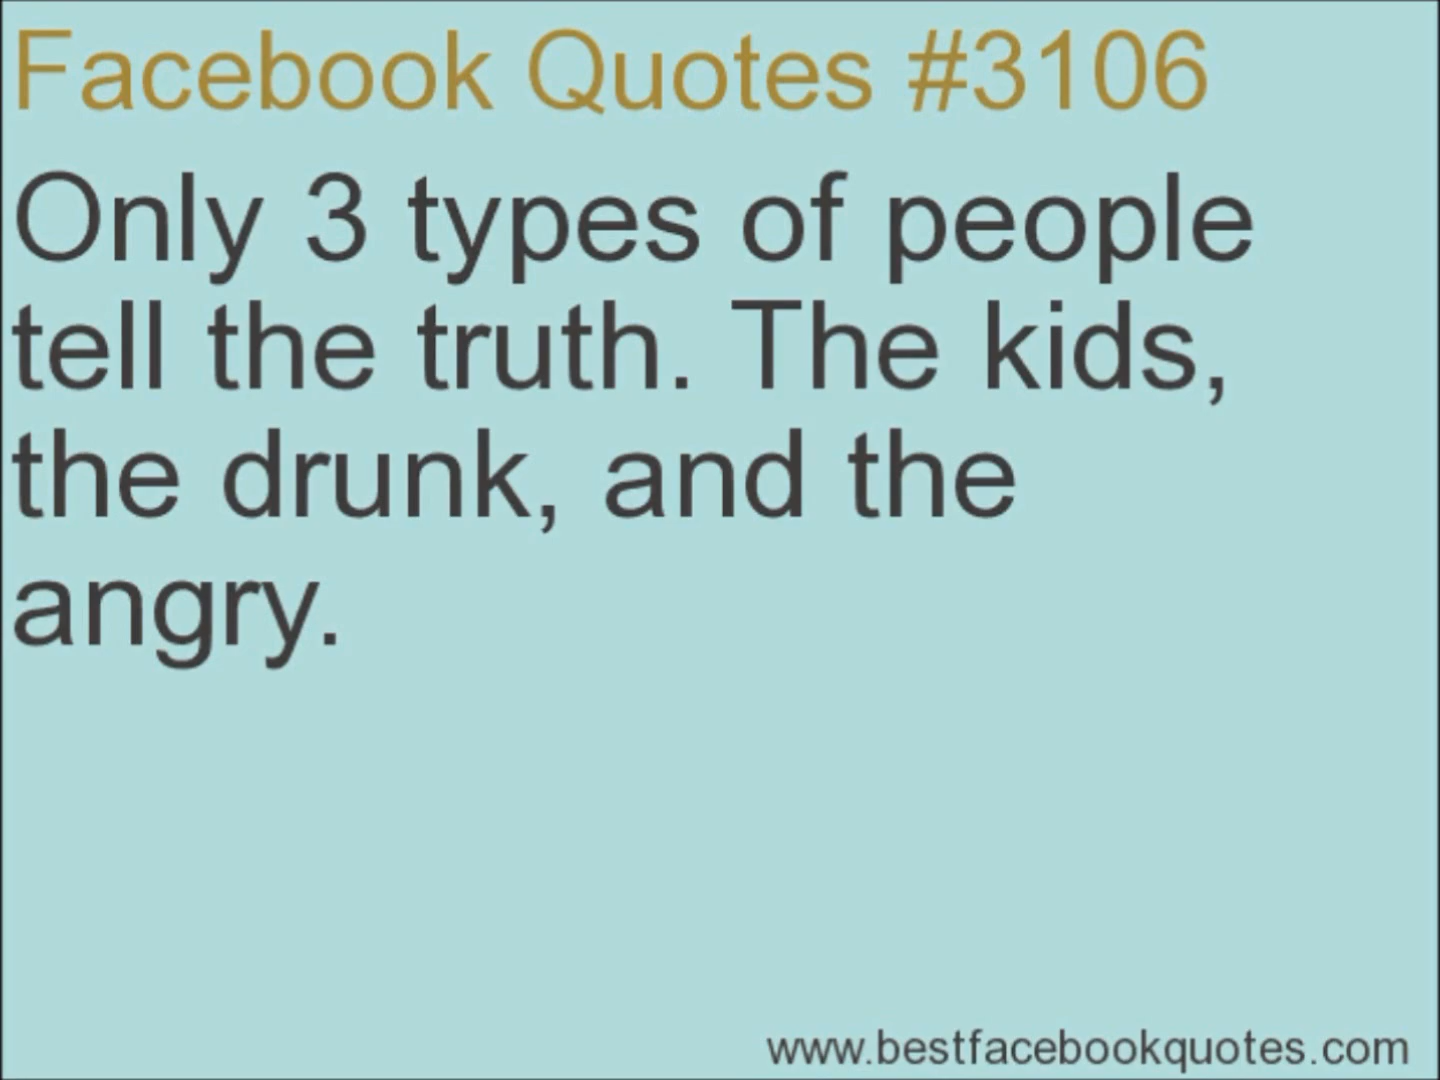 Facebook Quotes #3106
Only 3 types of people
tell the truth. The kids,
the drunk, and the
angry.
www.bestfacebookquotes.com